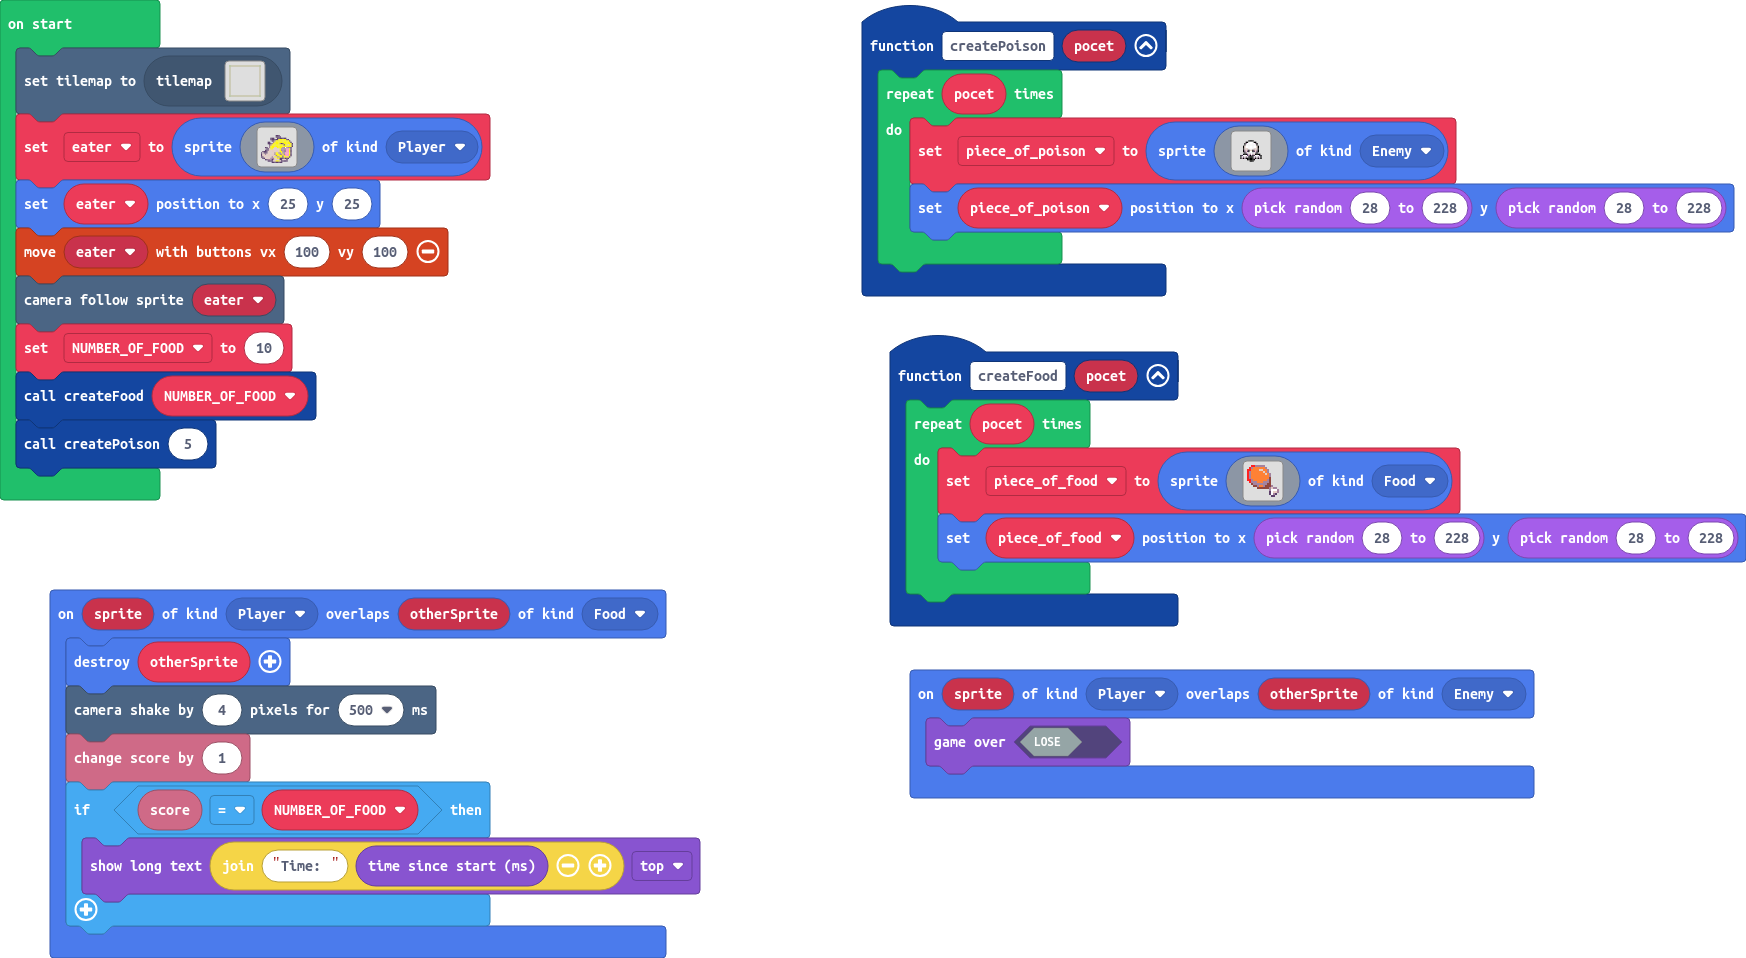 on start
set tilemap to tilemap
set eater to sprite of kind Player
set eater position to x 25 y 25
move eater with buttons vx 100 vy 100
camera follow sprite eater
set NUMBER_OF_FOOD to 10
call createFood NUMBER_OF_FOOD
call createPoison 5
function createPoison pocet
repeat pocet times
do
set piece_of_poison to sprite of kind Enemy
set piece_of_poison position to x pick random 28 to 228 y pick random 28 to 228
function createFood pocet
repeat pocet times
do
set piece_of_food to sprite of kind Food
set piece_of_food position to x pick random 28 to 228 y pick random 28 to 228
on sprite of kind Player overlaps otherSprite of kind Food
destroy otherSprite
camera shake by 4 pixels for 500 ms
change score by 1
if score = NUMBER_OF_FOOD then
show long text join "Time: " time since start (ms) top
on sprite of kind Player overlaps otherSprite of kind Enemy
game over LOSE